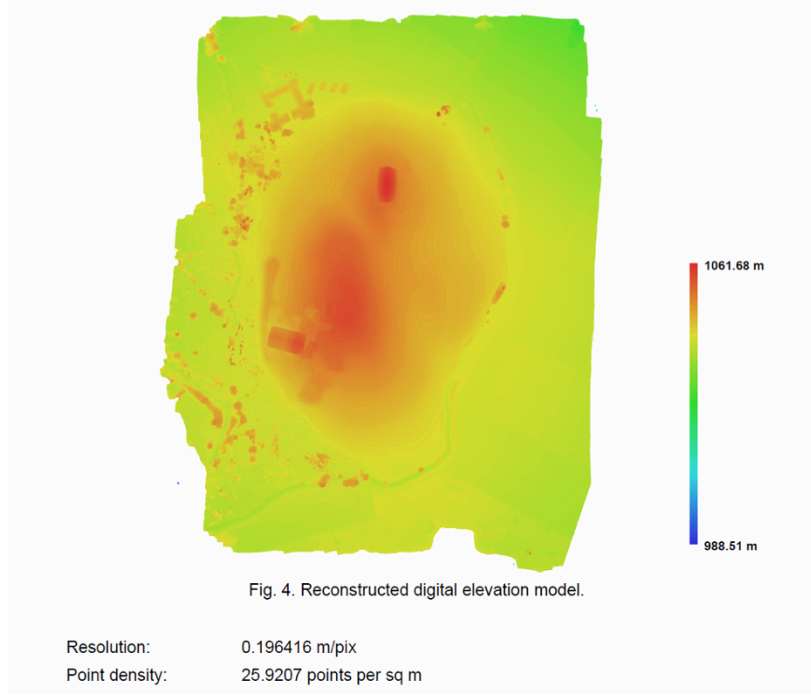 1061.68 m
988.51 m
Fig. 4. Reconstructed digital elevation model.
Resolution: 0.196416 m/pix
Point density: 25.9207 points per sq m